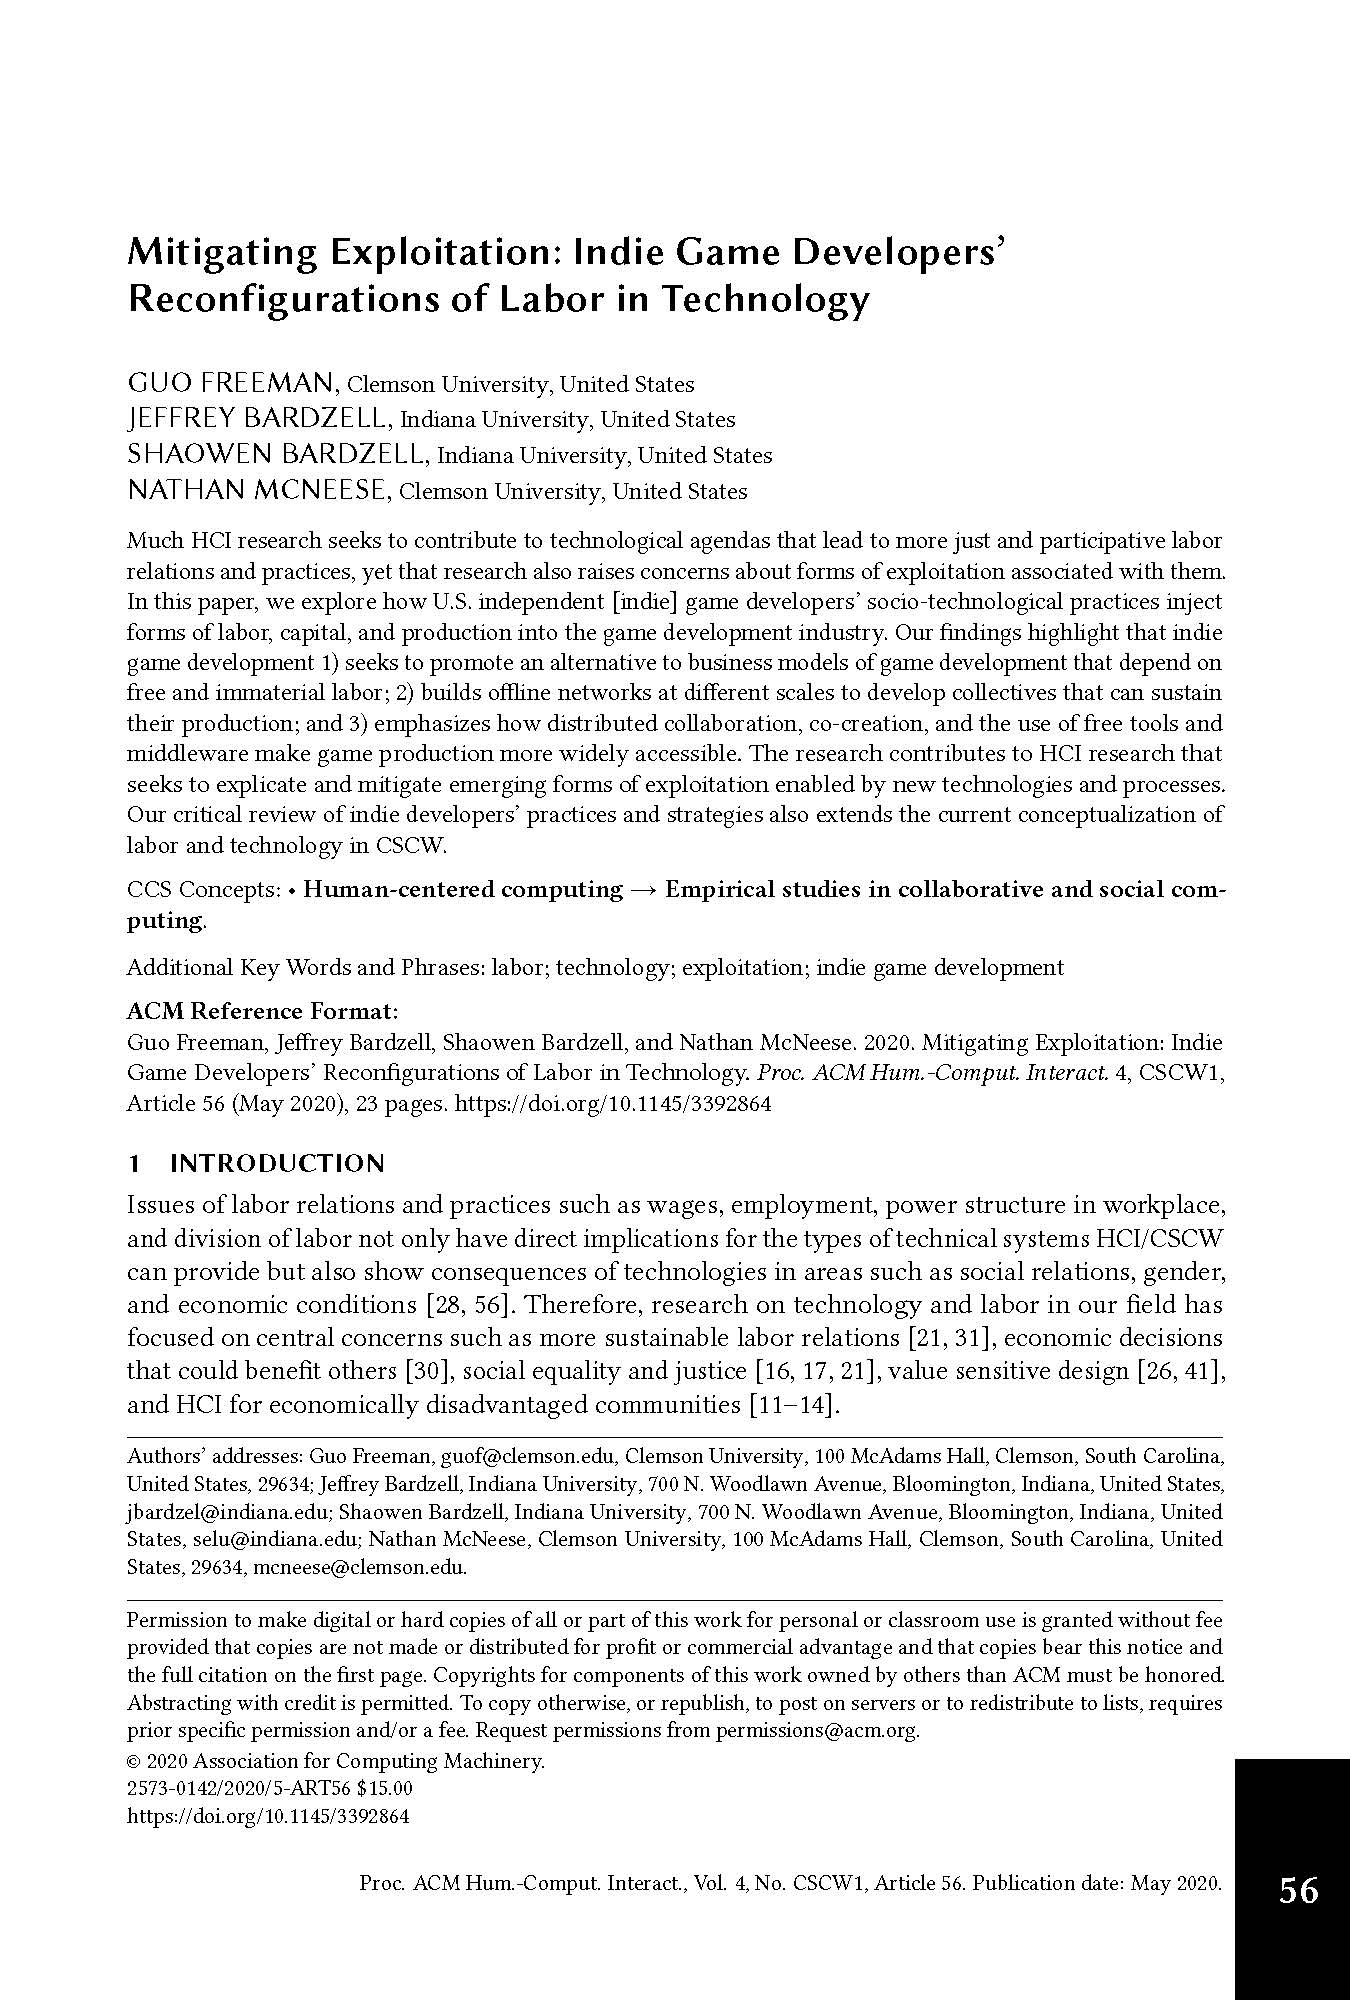 Mitigating Exploitation: Indie Game Developers’
Reconfigurations of Labor in Technology
GUO FREEMAN, Clemson University, United States
JEFFREY BARDZELL, Indiana University, United States
SHAOWEN BARDZELL, Indiana University, United States
NATHAN MCNEESE, Clemson University, United States
Much HCI research seeks to contribute to technological agendas that lead to more just and participative labor
relations and practices, yet that research also raises concerns about forms of exploitation associated with them.
In this paper, we explore how U.S. independent [indie] game developers’ socio-technological practices inject
forms of labor, capital, and production into the game development industry. Our findings highlight that indie
game development 1) seeks to promote an alternative to business models of game development that depend on
free and immaterial labor; 2) builds offline networks at different scales to develop collectives that can sustain
their production; and 3) emphasizes how distributed collaboration, co-creation, and the use of free tools and
middleware make game production more widely accessible. The research contributes to HCI research that
seeks to explicate and mitigate emerging forms of exploitation enabled by new technologies and processes.
Our critical review of indie developers’ practices and strategies also extends the current conceptualization of
labor and technology in CSCW.
CCS Concepts: • Human-centered computing → Empirical studies in collaborative and social com-
puting.
Additional Key Words and Phrases: labor; technology; exploitation; indie game development
ACM Reference Format:
Guo Freeman, Jeffrey Bardzell, Shaowen Bardzell, and Nathan McNeese. 2020. Mitigating Exploitation: Indie
Game Developers’ Reconfigurations of Labor in Technology. Proc. ACM Hum.-Comput. Interact. 4, CSCW1,
Article 56 (May 2020), 23 pages. https://doi.org/10.1145/3392864
1 INTRODUCTION
Issues of labor relations and practices such as wages, employment, power structure in workplace,
and division of labor not only have direct implications for the types of technical systems HCI/CSCW
can provide but also show consequences of technologies in areas such as social relations, gender,
and economic conditions [28, 56]. Therefore, research on technology and labor in our field has
focused on central concerns such as more sustainable labor relations [21, 31], economic decisions
that could benefit others [30], social equality and justice [16, 17, 21], value sensitive design [26, 41],
and HCI for economically disadvantaged communities [11–14].
Authors’ addresses: Guo Freeman, guof@clemson.edu, Clemson University, 100 McAdams Hall, Clemson, South Carolina,
United States, 29634; Jeffrey Bardzell, Indiana University, 700 N. Woodlawn Avenue, Bloomington, Indiana, United States,
jbardzel@indiana.edu; Shaowen Bardzell, Indiana University, 700 N. Woodlawn Avenue, Bloomington, Indiana, United
States, selu@indiana.edu; Nathan McNeese, Clemson University, 100 McAdams Hall, Clemson, South Carolina, United
States, 29634, mcneese@clemson.edu.
Permission to make digital or hard copies of all or part of this work for personal or classroom use is granted without fee
provided that copies are not made or distributed for profit or commercial advantage and that copies bear this notice and
the full citation on the first page. Copyrights for components of this work owned by others than ACM must be honored.
Abstracting with credit is permitted. To copy otherwise, or republish, to post on servers or to redistribute to lists, requires
prior specific permission and/or a fee. Request permissions from permissions@acm.org.
© 2020 Association for Computing Machinery.
2573-0142/2020/5-ART56 $15.00
https://doi.org/10.1145/3392864
Proc. ACM Hum.-Comput. Interact., Vol. 4, No. CSCW1, Article 56. Publication date: May 2020.
56